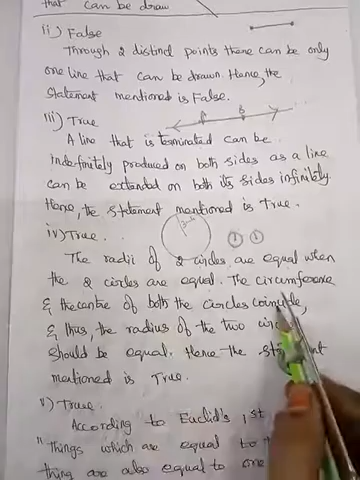 that can be draw
ii) False
Through 2 distinct points there can be only
one line that can be drawn. Hence, the
statement mentioned is False.
iii) True
A line that is terminated can be
indefinitely produced on both sides as a line
can be extended on both its sides infinitely.
Hence, the statement mentioned is True.
iv) True.
The radii of 2 circles are equal when
the 2 circles are equal. The circumference
& the centre of both the circles coincide,
& thus, the radius of the two
should be equal. Hence the
mentioned is True.
v) True.
According to Euclid's 1st
"Things which are equal to
thing are also equal to one